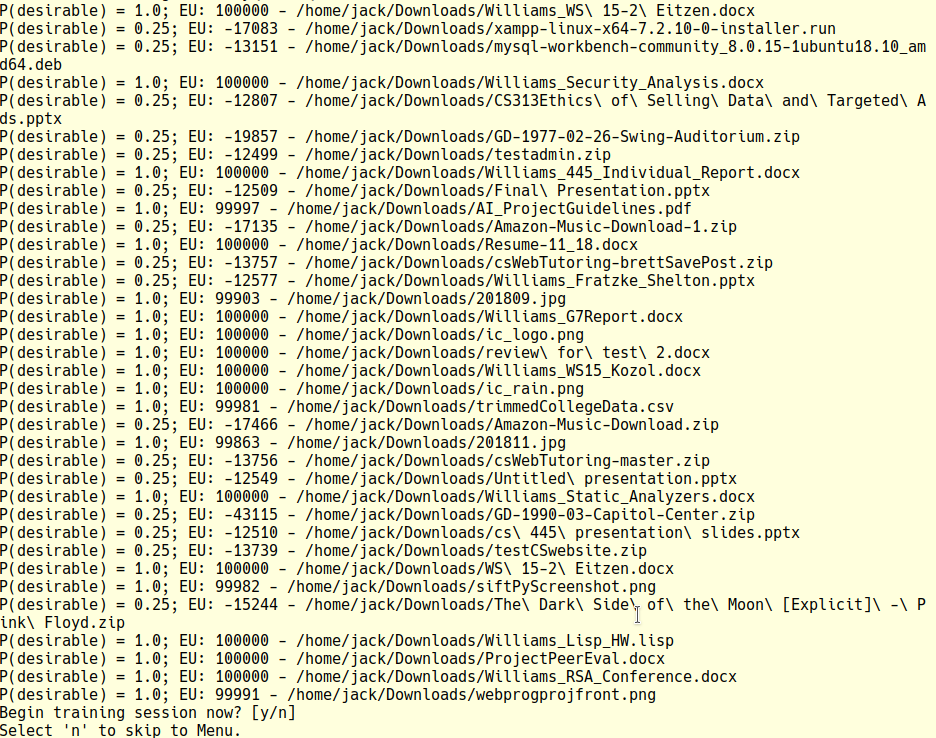 P(desirable) = 1.0; EU: 100000 - /home/jack/Downloads/Williams_WS\ 15-2\ Eitzen.docx
P(desirable) = 0.25; EU: -17083 - /home/jack/Downloads/xampp-linux-x64-7.2.10-0-installer.run
P(desirable) = 0.25; EU: -13151 - /home/jack/Downloads/mysql-workbench-community_8.0.15-1ubuntu18.10_am
d64.deb
P(desirable) = 1.0; EU: 100000 - /home/jack/Downloads/Williams_Security_Analysis.docx
P(desirable) = 0.25; EU: -12807 - /home/jack/Downloads/CS313Ethics\ of\ Selling\ Data\ and\ Targeted\ A
ds.pptx
P(desirable) = 0.25; EU: -19857 - /home/jack/Downloads/GD-1977-02-26-Swing-Auditorium.zip
P(desirable) = 0.25; EU: -12499 - /home/jack/Downloads/testadmin.zip
P(desirable) = 1.0; EU: 100000 - /home/jack/Downloads/Williams_445_Individual_Report.docx
P(desirable) = 0.25; EU: -12509 - /home/jack/Downloads/Final\ Presentation.pptx
P(desirable) = 1.0; EU: 99997 - /home/jack/Downloads/AI_ProjectGuidelines.pdf
P(desirable) = 0.25; EU: -17135 - /home/jack/Downloads/Amazon-Music-Download-1.zip
P(desirable) = 1.0; EU: 100000 - /home/jack/Downloads/Resume-11_18.docx
P(desirable) = 0.25; EU: -13757 - /home/jack/Downloads/csWebTutoring-brettSavePost.zip
P(desirable) = 0.25; EU: -12577 - /home/jack/Downloads/Williams_Fratzke_Shelton.pptx
P(desirable) = 1.0; EU: 99903 - /home/jack/Downloads/201809.jpg
P(desirable) = 1.0; EU: 100000 - /home/jack/Downloads/Williams_G7Report.docx
P(desirable) = 1.0; EU: 100000 - /home/jack/Downloads/ic_logo.png
P(desirable) = 1.0; EU: 100000 - /home/jack/Downloads/review\ for\ test\ 2.docx
P(desirable) = 1.0; EU: 100000 - /home/jack/Downloads/Williams_WS15_Kozol.docx
P(desirable) = 1.0; EU: 100000 - /home/jack/Downloads/ic_rain.png
P(desirable) = 1.0; EU: 99981 - /home/jack/Downloads/trimmedCollegeData.csv
P(desirable) = 0.25; EU: -17466 - /home/jack/Downloads/Amazon-Music-Download.zip
P(desirable) = 1.0; EU: 99863 - /home/jack/Downloads/201811.jpg
P(desirable) = 0.25; EU: -13756 - /home/jack/Downloads/csWebTutoring-master.zip
P(desirable) = 0.25; EU: -12549 - /home/jack/Downloads/Untitled\ presentation.pptx
P(desirable) = 1.0; EU: 100000 - /home/jack/Downloads/Williams_Static_Analyzers.docx
P(desirable) = 0.25; EU: -43115 - /home/jack/Downloads/GD-1990-03-Capitol-Center.zip
P(desirable) = 0.25; EU: -12510 - /home/jack/Downloads/cs\ 445\ presentation\ slides.pptx
P(desirable) = 0.25; EU: -13739 - /home/jack/Downloads/testCSwebsite.zip
P(desirable) = 1.0; EU: 100000 - /home/jack/Downloads/WS\ 15-2\ Eitzen.docx
P(desirable) = 1.0; EU: 99982 - /home/jack/Downloads/siftPyScreenshot.png
P(desirable) = 0.25; EU: -15244 - /home/jack/Downloads/The\ Dark\ Side\ of\ the\ Moon\ [Explicit]\ -\ P
ink\ Floyd.zip
P(desirable) = 1.0; EU: 100000 - /home/jack/Downloads/Williams_Lisp_HW.lisp
P(desirable) = 1.0; EU: 100000 - /home/jack/Downloads/ProjectPeerEval.docx
P(desirable) = 1.0; EU: 100000 - /home/jack/Downloads/Williams_RSA_Conference.docx
P(desirable) = 1.0; EU: 99991 - /home/jack/Downloads/webprogprojfront.png
Begin training session now? [y/n]
Select 'n' to skip to Menu.